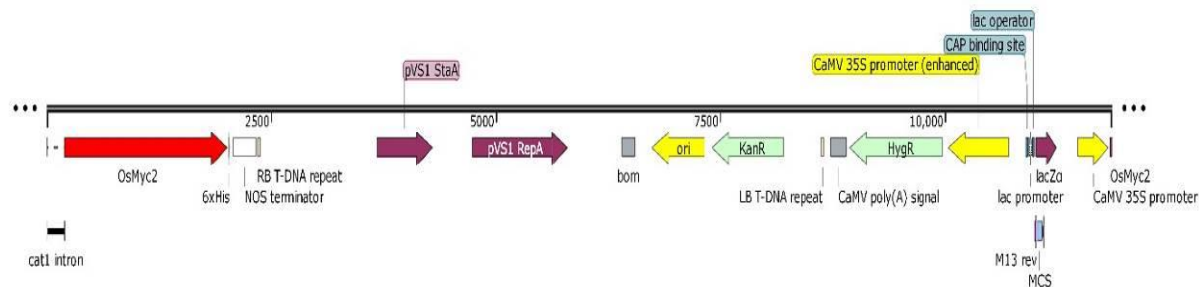 lac operator
CAP binding site
CaMV 35S promoter (enhanced)
pVS1 StaA
2500
5000
7500
10,000
pVS1 RepA
ori
KanR
HygR
OsMyc2
RB T-DNA repeat
bom
lacZα
OsMyc2
6xHis
NOS terminator
LB T-DNA repeat
CaMV poly(A) signal
lac promoter
CaMV 35S promoter
cat1 intron
M13 rev
MCS